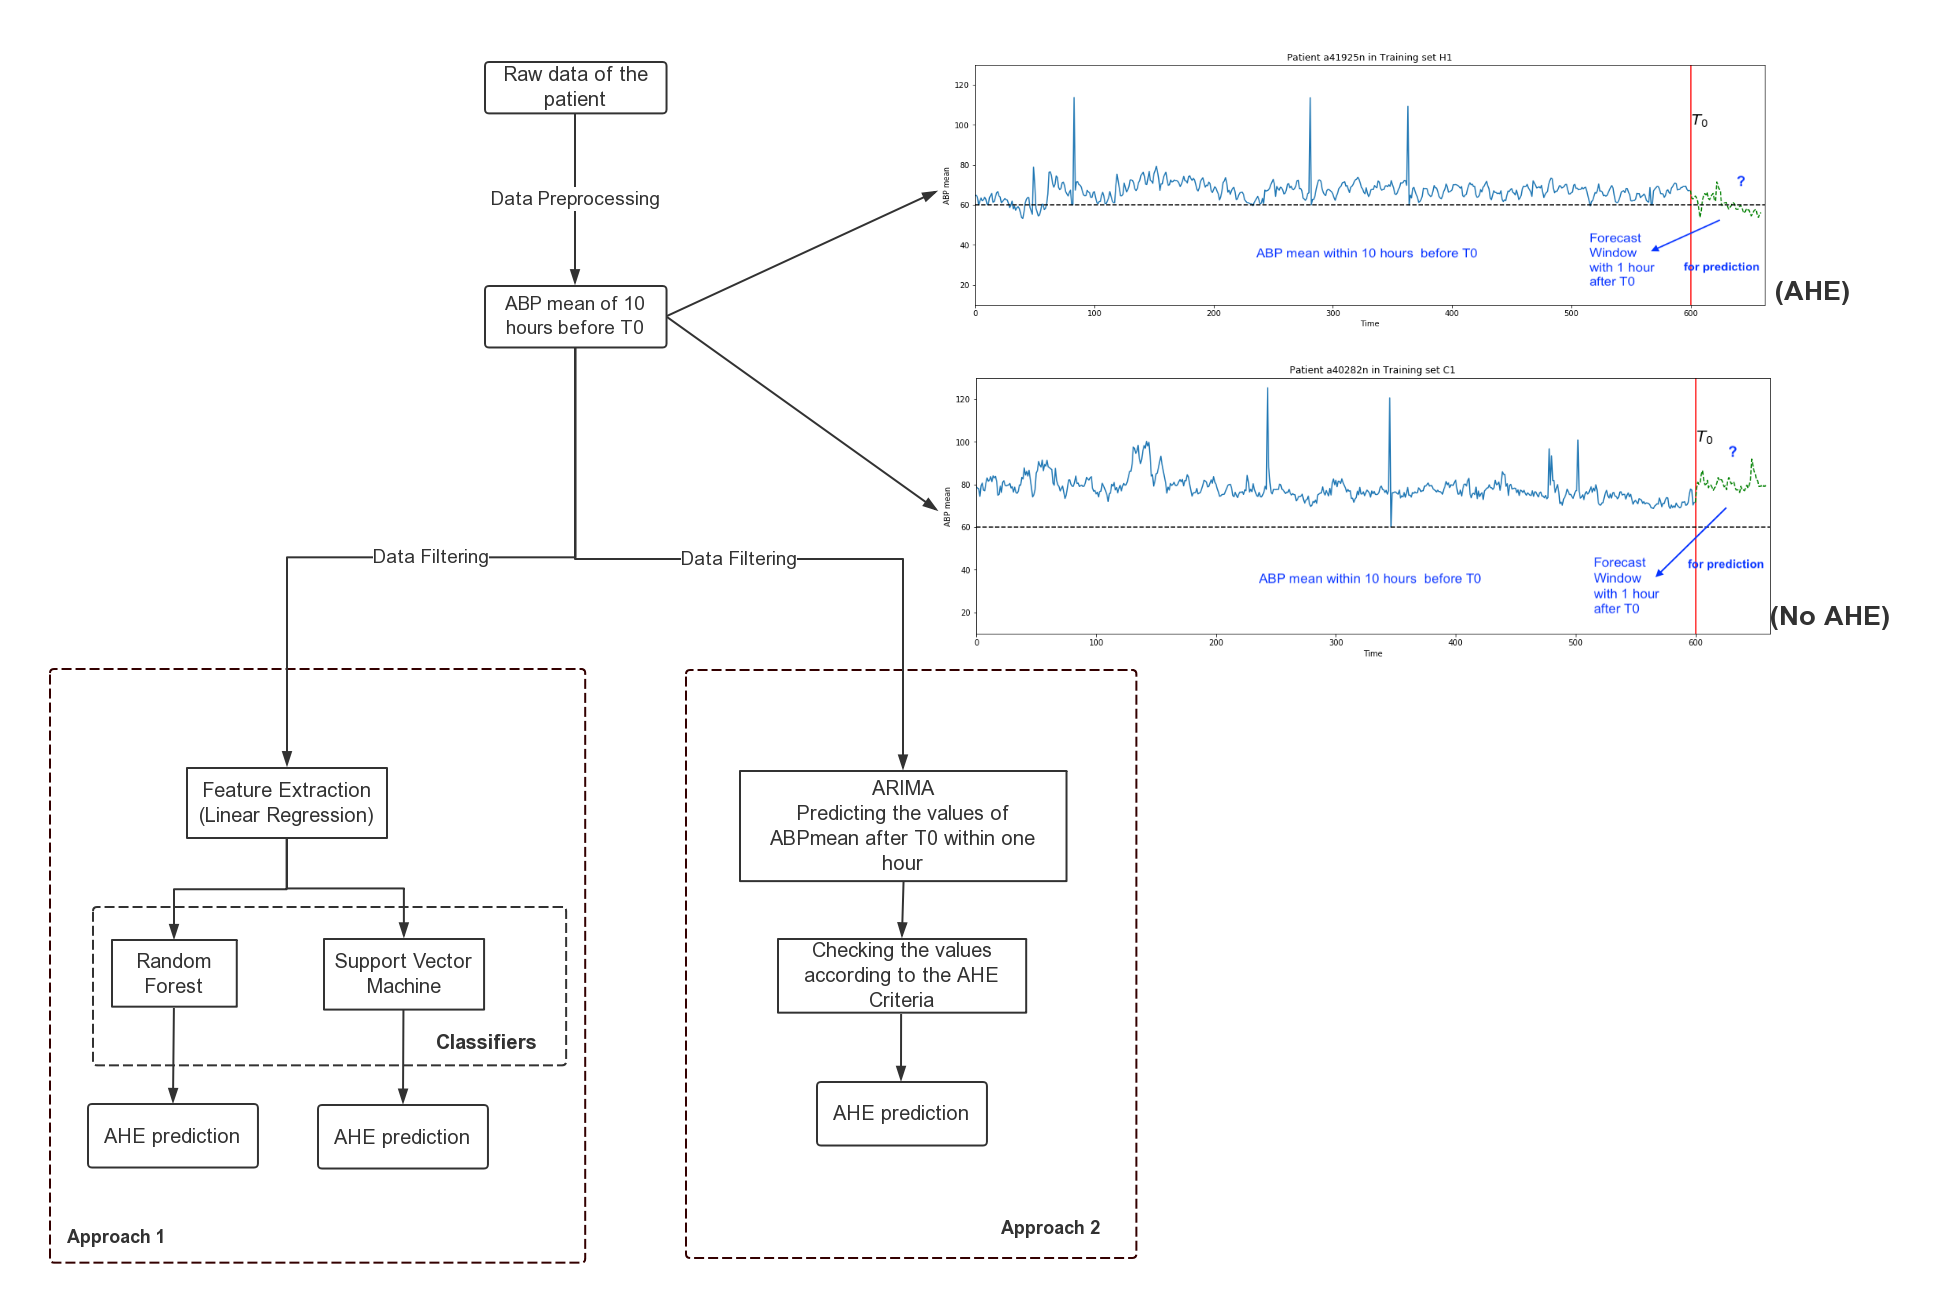 Raw data of the
patient
Data Preprocessing
ABP mean of 10
hours before T0
Patient a41925n in Training set H1
120
100
80
60
40
20
ABP mean
T0
?
ABP mean within 10 hours  before T0
Forecast
Window
with 1 hour
after T0
for prediction
0 100 200 300 400 500 600
Time
(AHE)
Patient a40282n in Training set C1
120
100
80
60
40
20
ABP mean
T0
?
ABP mean within 10 hours  before T0
Forecast
Window
with 1 hour
after T0
for prediction
0 100 200 300 400 500 600
Time
(No AHE)
Data Filtering
Data Filtering
Feature Extraction
(Linear Regression)
Random
Forest
Support Vector
Machine
Classifiers
AHE prediction
AHE prediction
Approach 1
ARIMA
Predicting the values of
ABPmean after T0 within one
hour
Checking the values
according to the AHE
Criteria
AHE prediction
Approach 2